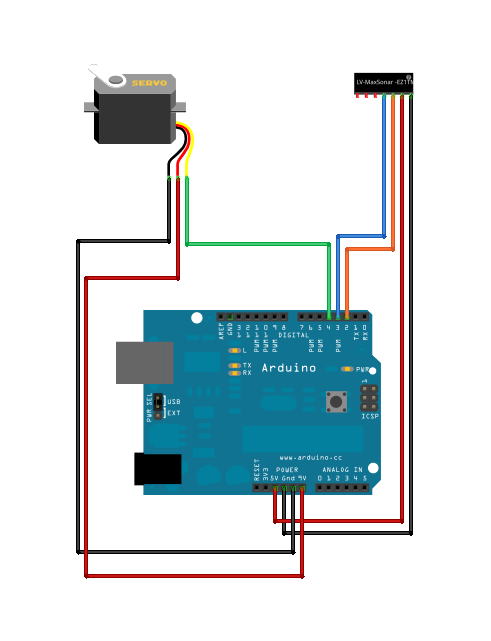 SERVO
LV-MaxSonar -EZ1TM
AREF
GND
13
12
11
10
9
8
7
6
5
4
3
2
1
0
PWM
PWM
PWM
PWM
PWM
PWM
TX
RX
DIGITAL
L
TX
RX
Arduino
PWR
1
ICSP
PWR SEL
USB
EXT
www.arduino.cc
POWER
ANALOG IN
RESET
3V3
5V Gnd 9V
0 1 2 3 4 5